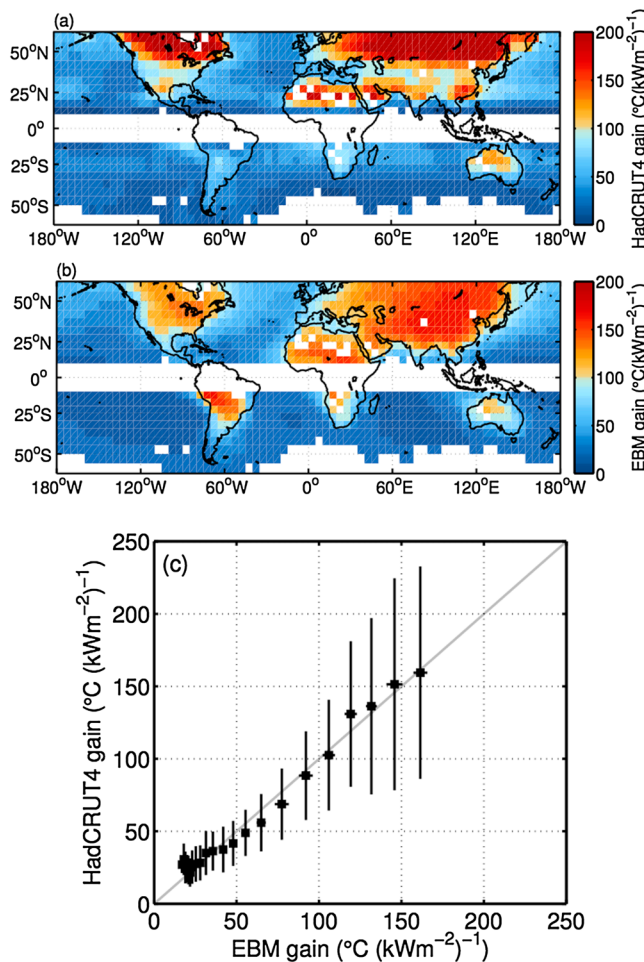 (a)
50°N
25°N
0°
25°S
50°S
180°W 120°W 60°W 0° 60°E 120°E 180°W
200
150
100
50
0
HadCRUT4 gain (°C(kWm−2)−1)
(b)
50°N
25°N
0°
25°S
50°S
180°W 120°W 60°W 0° 60°E 120°E 180°W
200
150
100
50
0
EBM gain (°C(kWm−2)−1)
(c)
250
200
150
100
50
0
HadCRUT4 gain (°C (kWm−2)−1)
0 50 100 150 200 250
EBM gain (°C (kWm−2)−1)